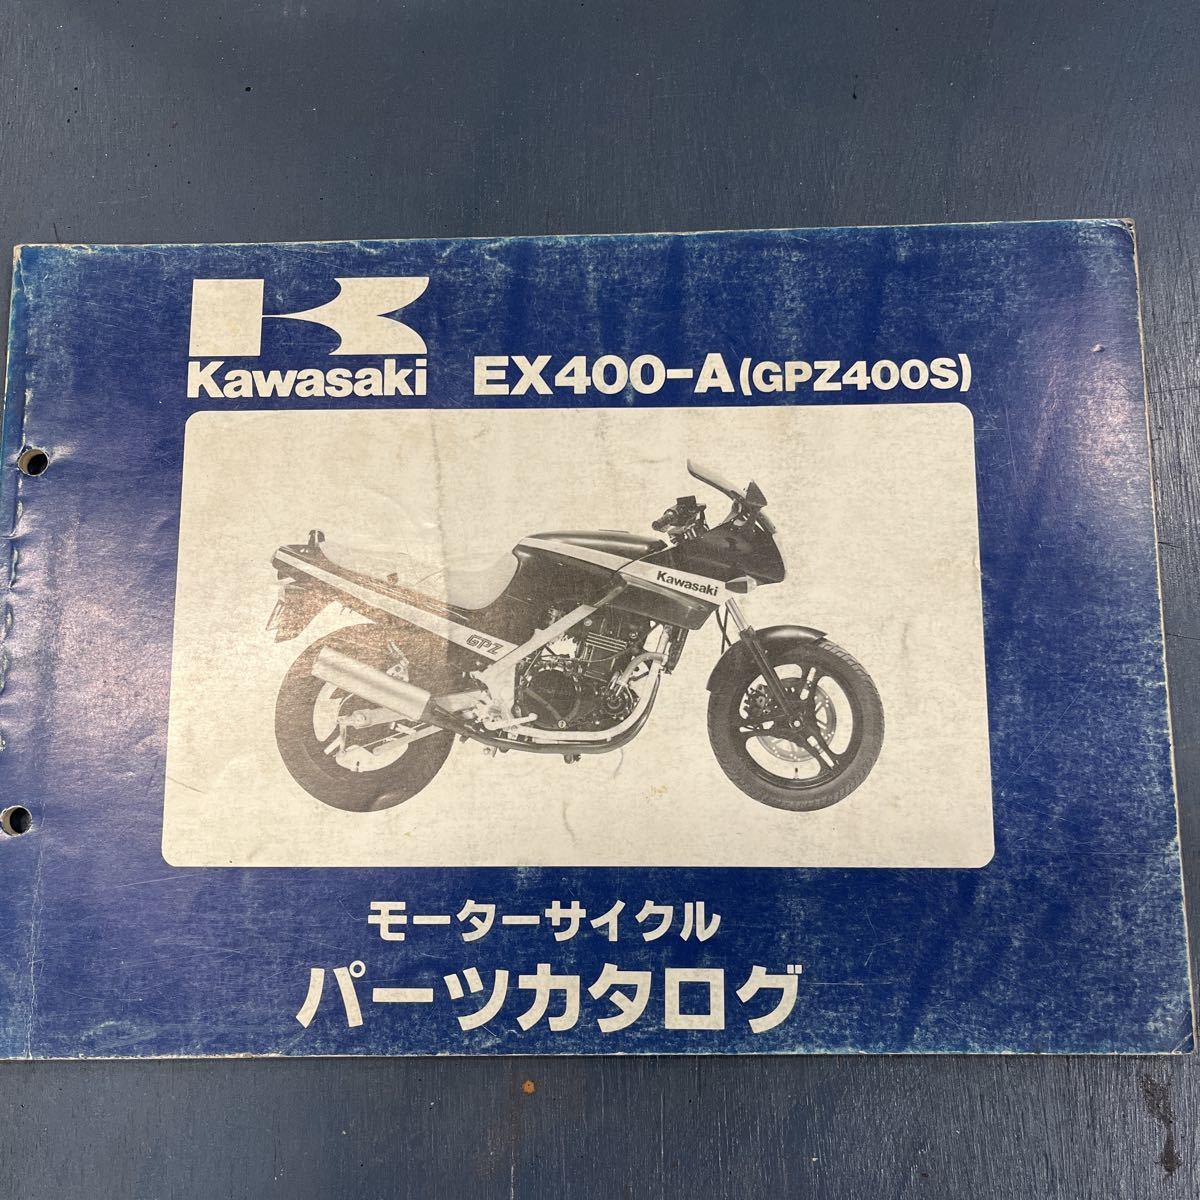 Kawasaki EX400-A(GPZ400S)
Kawasaki
GPZ
モーターサイクル
パーツカタログ